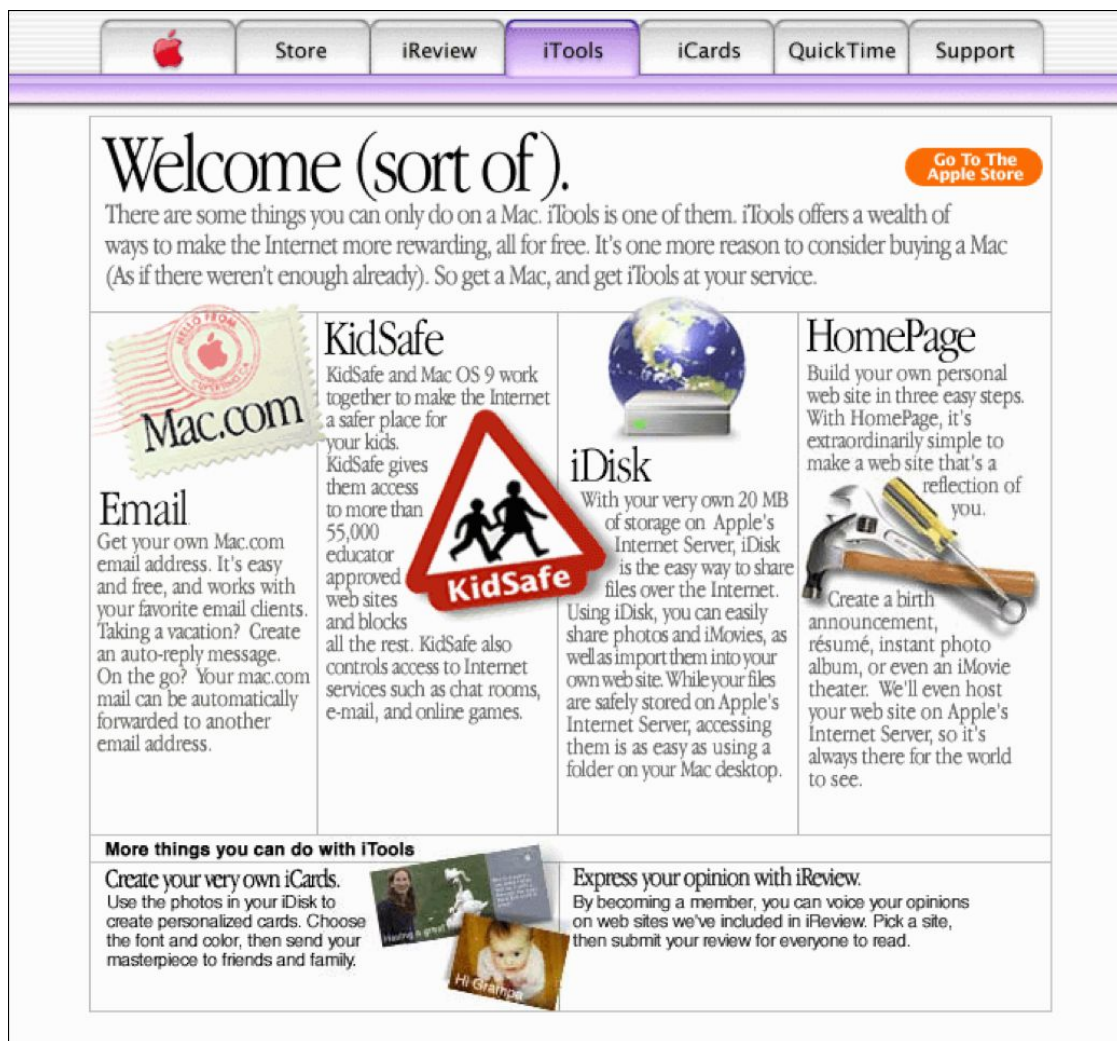 Store
iReview
iTools
iCards
QuickTime
Support
Welcome (sort of).
Go To The
Apple Store
There are some things you can only do on a Mac. iTools is one of them. iTools offers a wealth of
ways to make the Internet more rewarding, all for free. It's one more reason to consider buying a Mac
(As if there weren't enough already). So get a Mac, and get iTools at your service.
HELLO FROM
CUPERTINO, CA
Mac.com
Email
Get your own Mac.com
email address. It's easy
and free, and works with
your favorite email clients.
Taking a vacation? Create
an auto-reply message.
On the go? Your mac.com
mail can be automatically
forwarded to another
email address.
KidSafe
KidSafe and Mac OS 9 work
together to make the Internet
a safer place for
your kids.
KidSafe gives
them access
to more than
55,000
educator
approved
web sites
and blocks
all the rest. KidSafe also
controls access to Internet
services such as chat rooms,
e-mail, and online games.
KidSafe
iDisk
With your very own 20 MB
of storage on Apple's
Internet Server, iDisk
is the easy way to share
files over the Internet.
Using iDisk, you can easily
share photos and iMovies, as
well as import them into your
own web site. While your files
are safely stored on Apple's
Internet Server, accessing
them is as easy as using a
folder on your Mac desktop.
HomePage
Build your own personal
web site in three easy steps.
With HomePage, it's
extraordinarily simple to
make a web site that's a
reflection of
you.
Create a birth
announcement,
résumé, instant photo
album, or even an iMovie
theater. We'll even host
your web site on Apple's
Internet Server, so it's
always there for the world
to see.
More things you can do with iTools
Create your very own iCards.
Use the photos in your iDisk to
create personalized cards. Choose
the font and color, then send your
masterpiece to friends and family.
Having a great
Hi Grampa
Express your opinion with iReview.
By becoming a member, you can voice your opinions
on web sites we've included in iReview. Pick a site,
then submit your review for everyone to read.